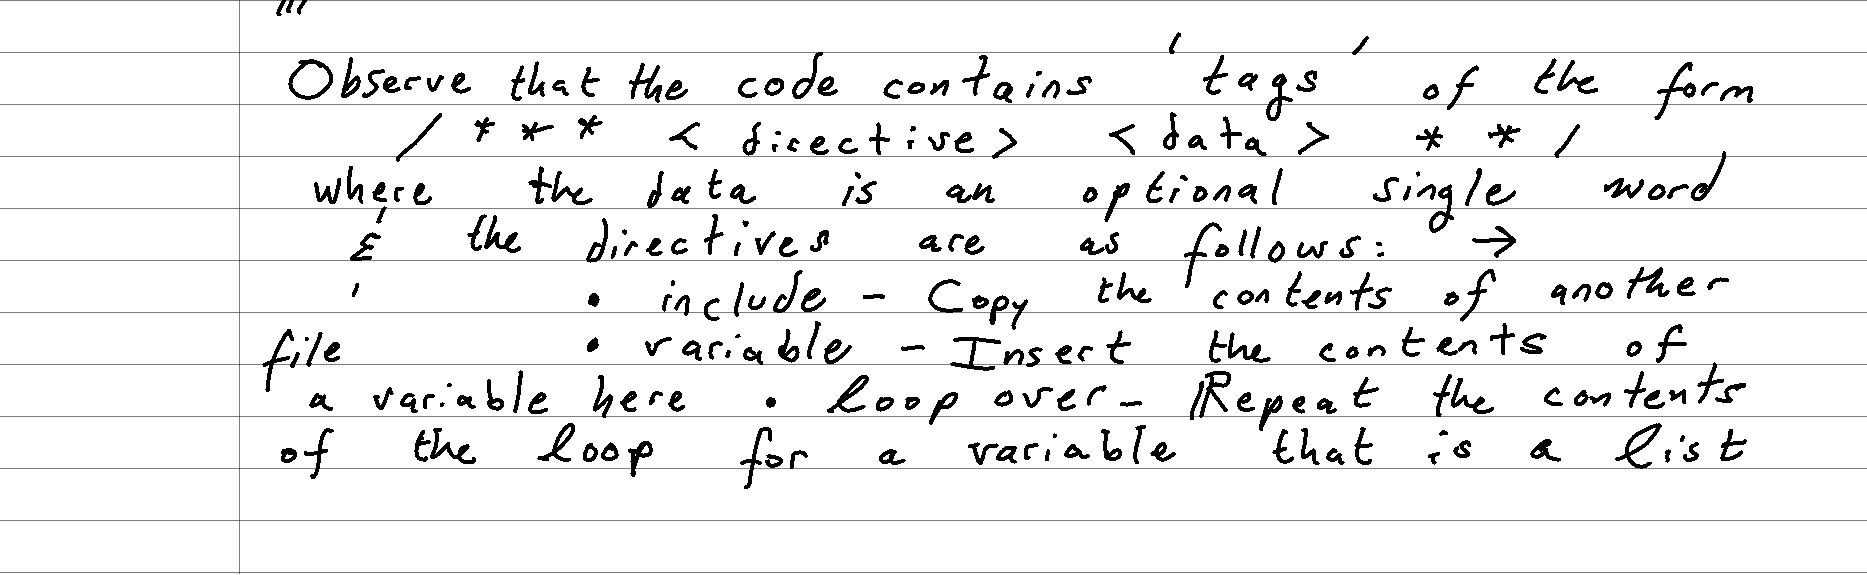 Observe that the code contains 'tags' of the form
/*** <directive> <data> **/
where the data is an optional single word
& the directives are as follows: →
• include - Copy the contents of another
file • variable - Insert the contents of
a variable here • loop over - Repeat the contents
of the loop for a variable that is a list